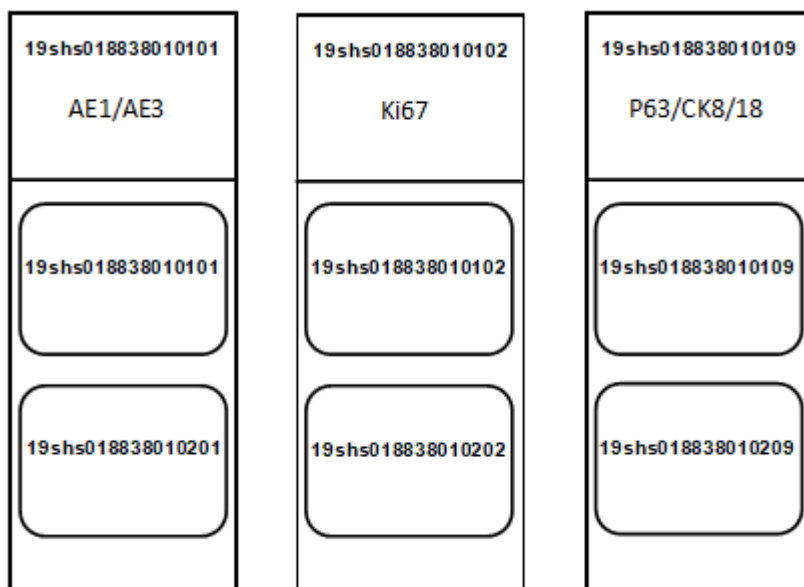 19shs018838010101
AE1/AE3
19shs018838010101
19shs018838010201
19shs018838010102
Ki67
19shs018838010102
19shs018838010202
19shs018838010109
P63/CK8/18
19shs018838010109
19shs018838010209